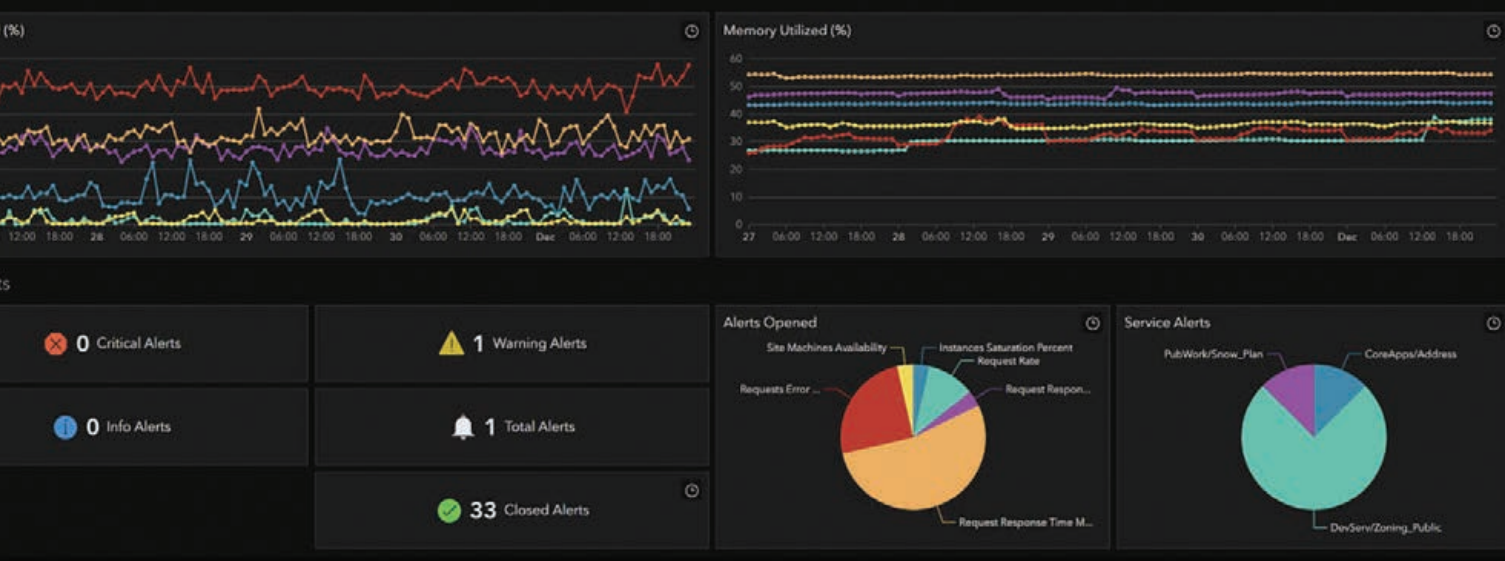 (%)
Memory Utilized (%)
60
50
40
30
20
10
0
12:00 18:00 28 06:00 12:00 18:00 29 06:00 12:00 18:00 30 06:00 12:00 18:00 Dec 06:00 12:00 18:00
27 06:00 12:00 18:00 28 06:00 12:00 18:00 29 06:00 12:00 18:00 30 06:00 12:00 18:00 Dec 06:00 12:00 18:00
ts
0 Critical Alerts
1 Warning Alerts
0 Info Alerts
1 Total Alerts
33 Closed Alerts
Alerts Opened
Site Machines Availability
Instances Saturation Percent
Request Rate
Requests Error ...
Request Respon...
Request Response Time M...
Service Alerts
PubWork/Snow_Plan
CoreApps/Address
DevServ/Zoning_Public